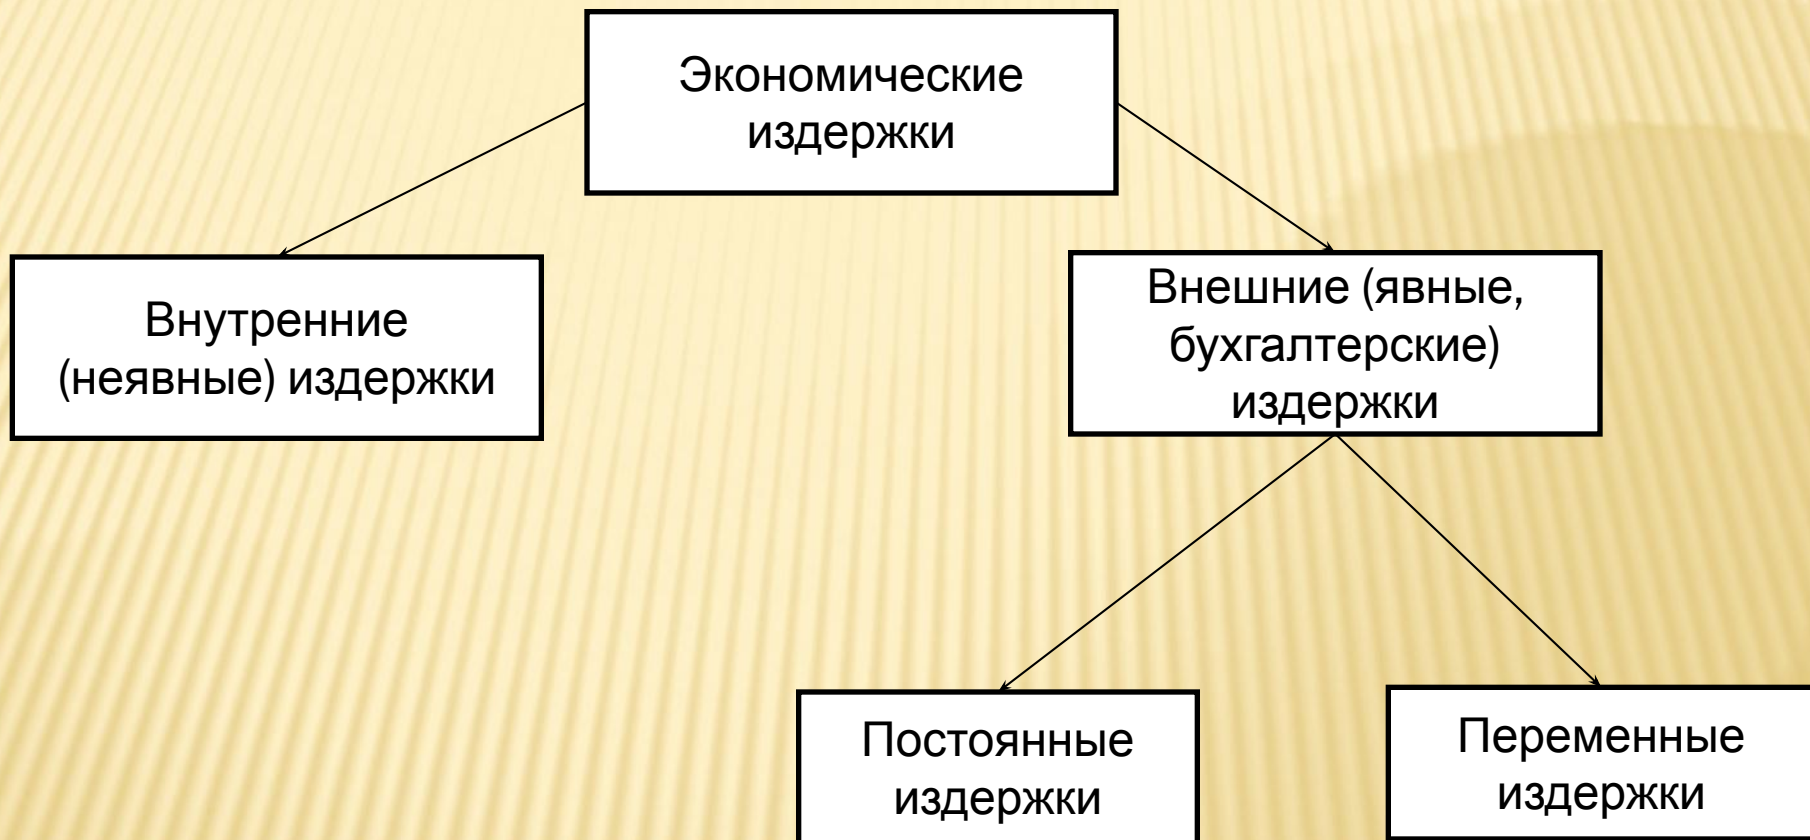 Экономические
издержки
Внутренние
(неявные) издержки
Внешние (явные,
бухгалтерские)
издержки
Постоянные
издержки
Переменные
издержки